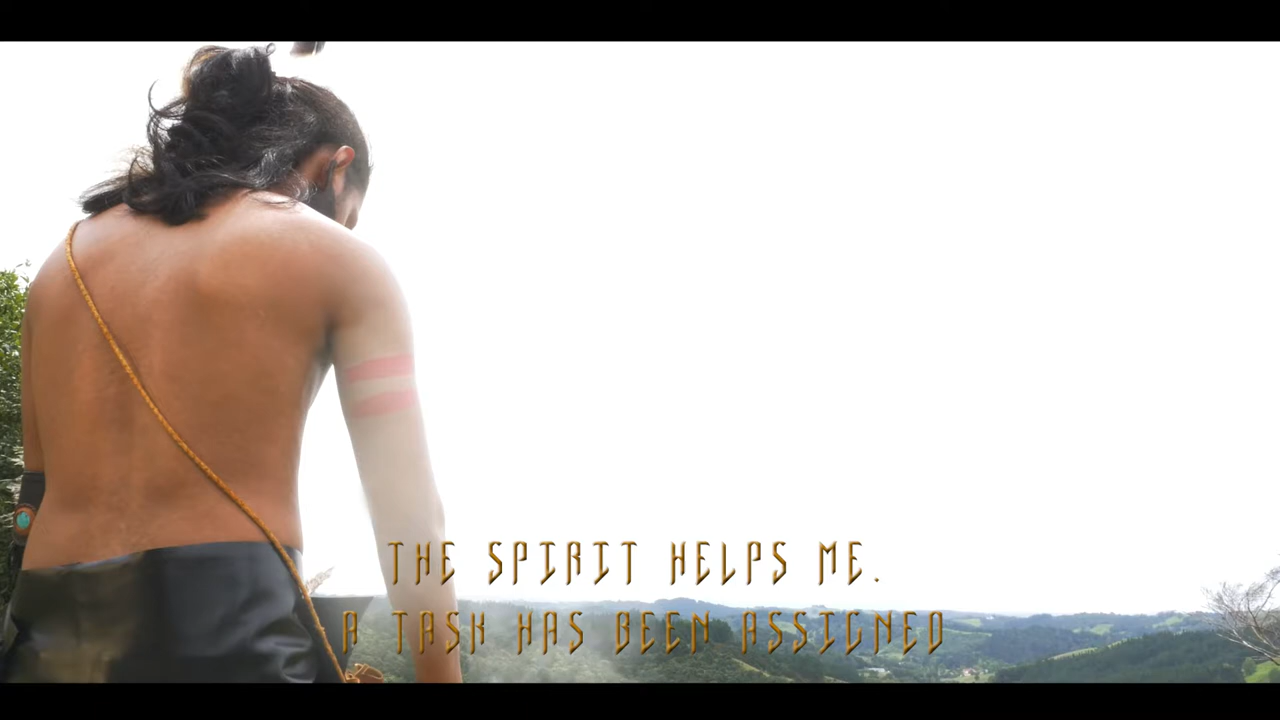 THE SPIRIT HELPS ME.
A TASK HAS BEEN ASSIGNED